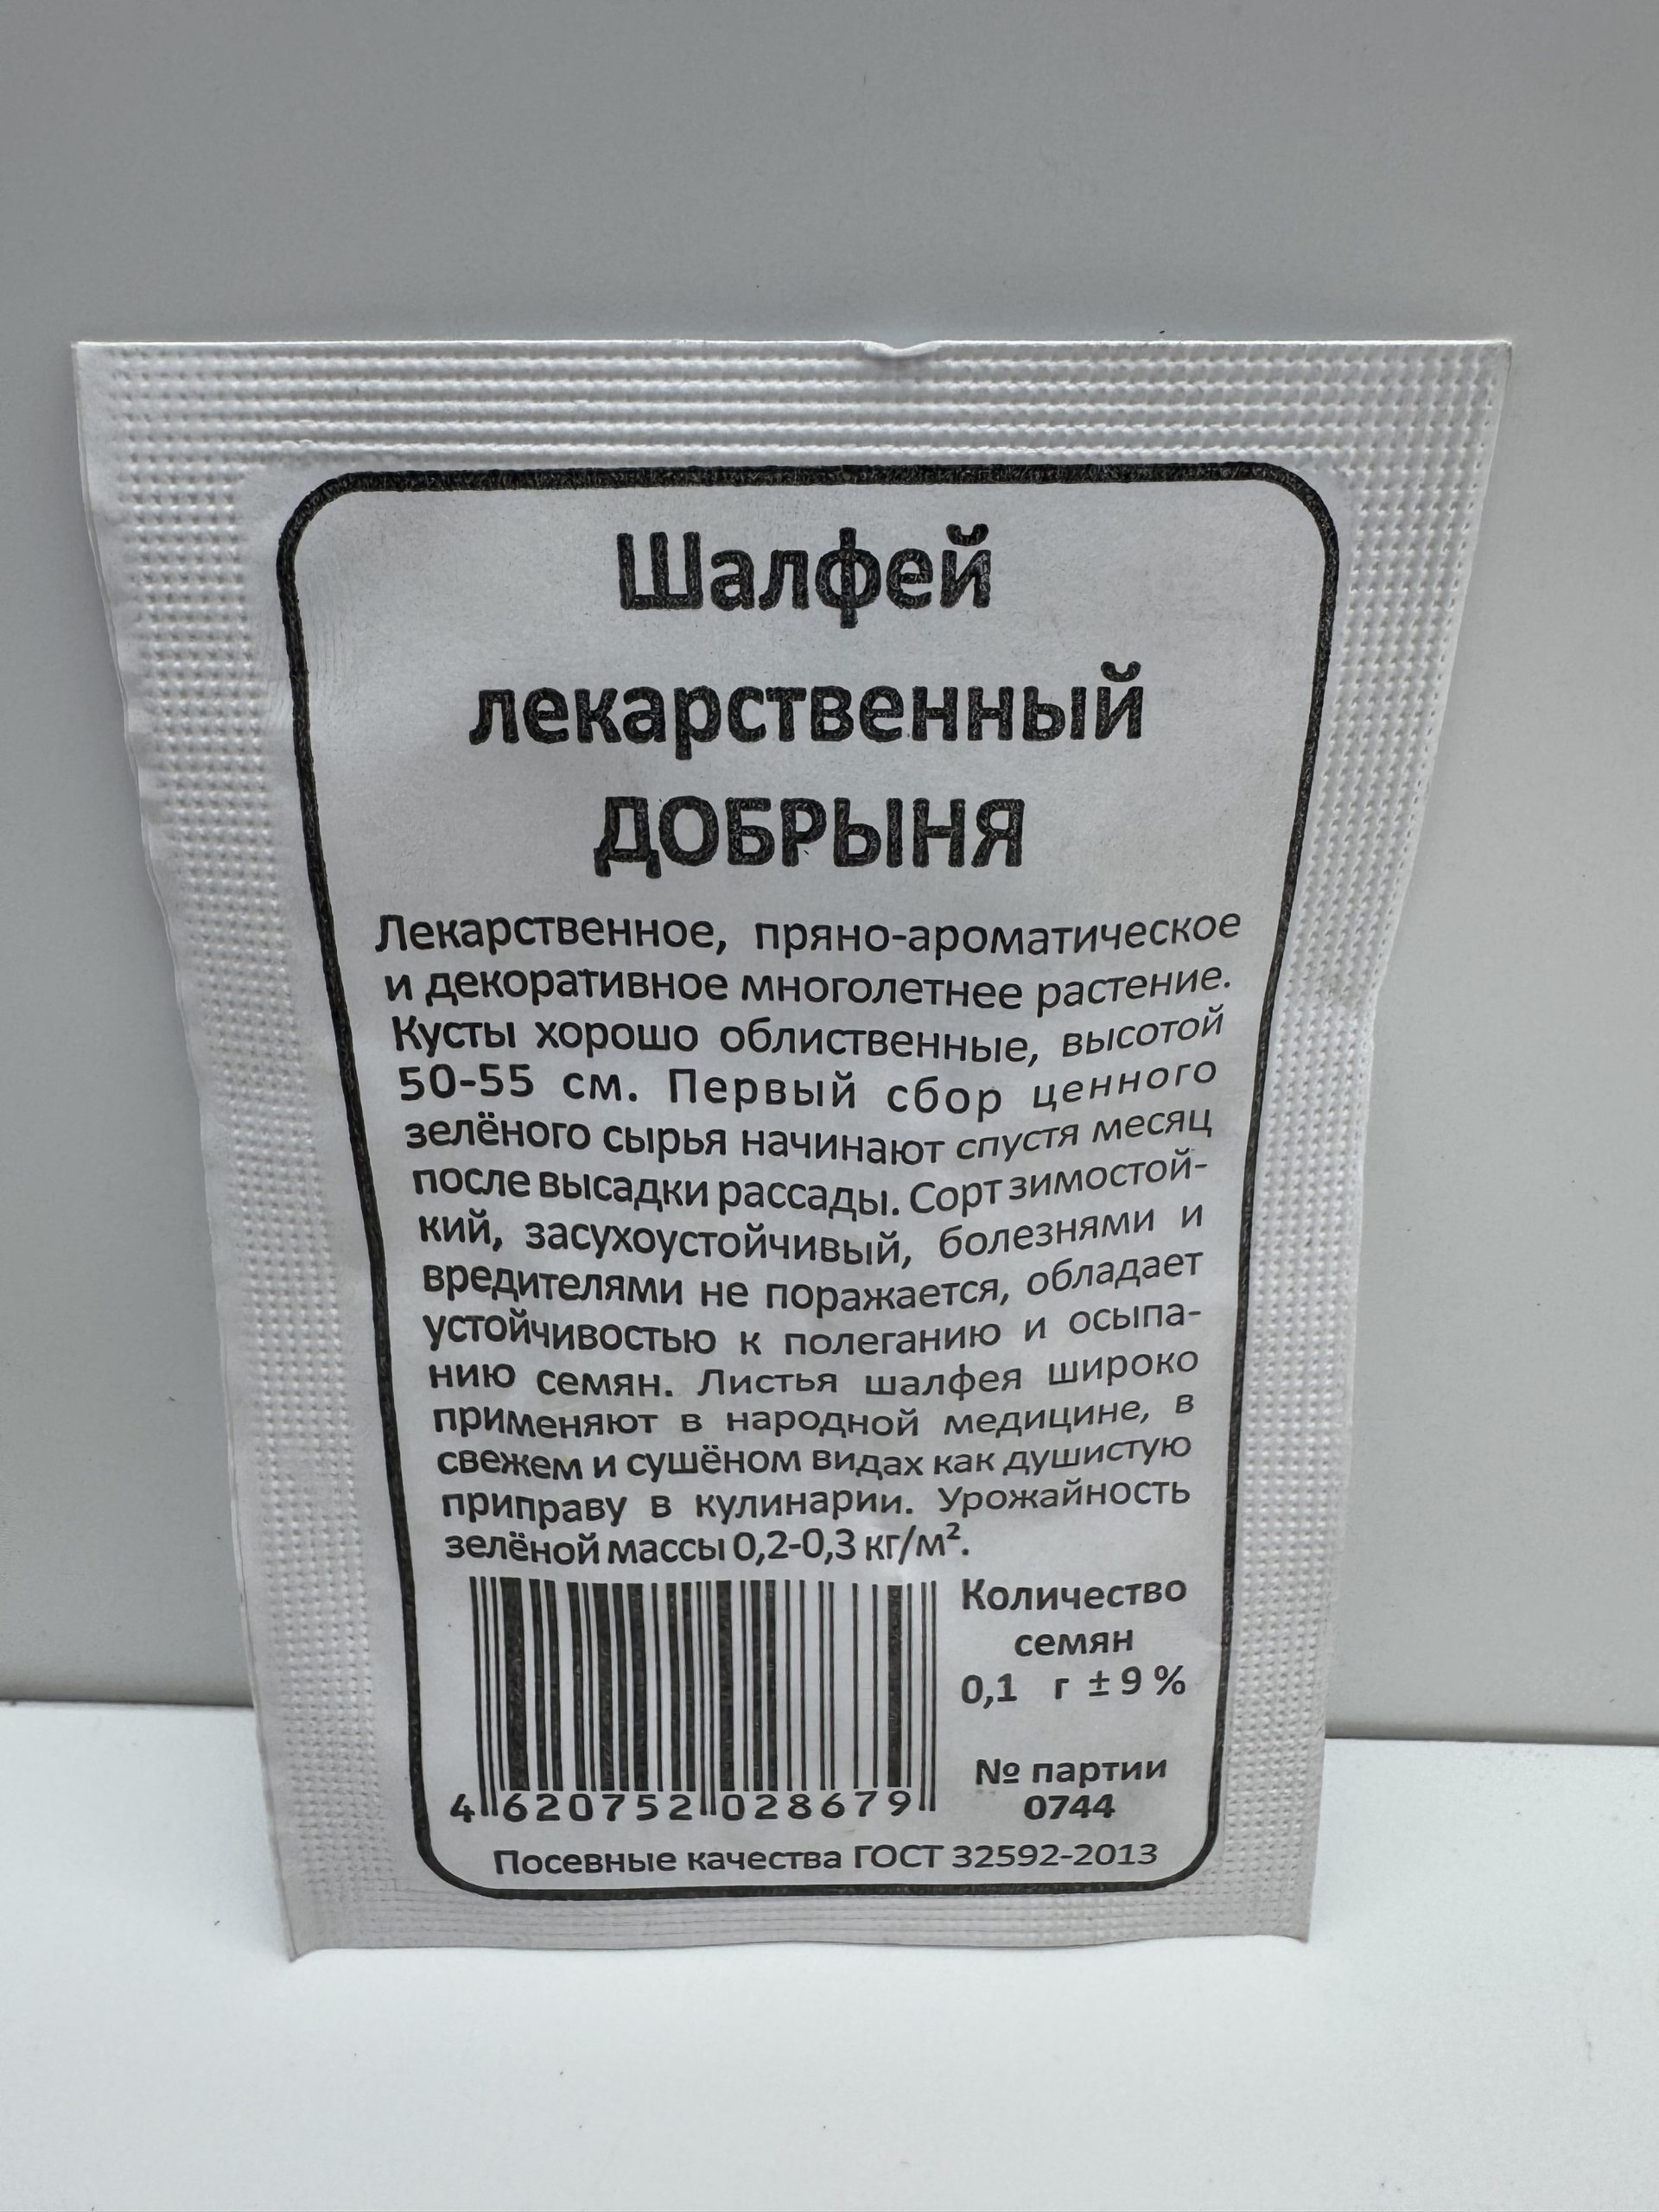 Шалфей
лекарственный
ДОБРЫНЯ
Лекарственное, пряно-ароматическое
и декоративное многолетнее растение.
Кусты хорошо облиственные, высотой
50-55 см. Первый сбор ценного
зелёного сырья начинают спустя месяц
после высадки рассады. Сорт зимостой-
кий, засухоустойчивый, болезнями и
вредителями не поражается, обладает
устойчивостью к полеганию и осыпа-
нию семян. Листья шалфея широко
применяют в народной медицине, в
свежем и сушёном видах как душистую
приправу в кулинарии. Урожайность
зелёной массы 0,2-0,3 кг/м².
Количество
семян
0,1 г ± 9 %
№ партии
0744
4 620752 028679
Посевные качества ГОСТ 32592-2013